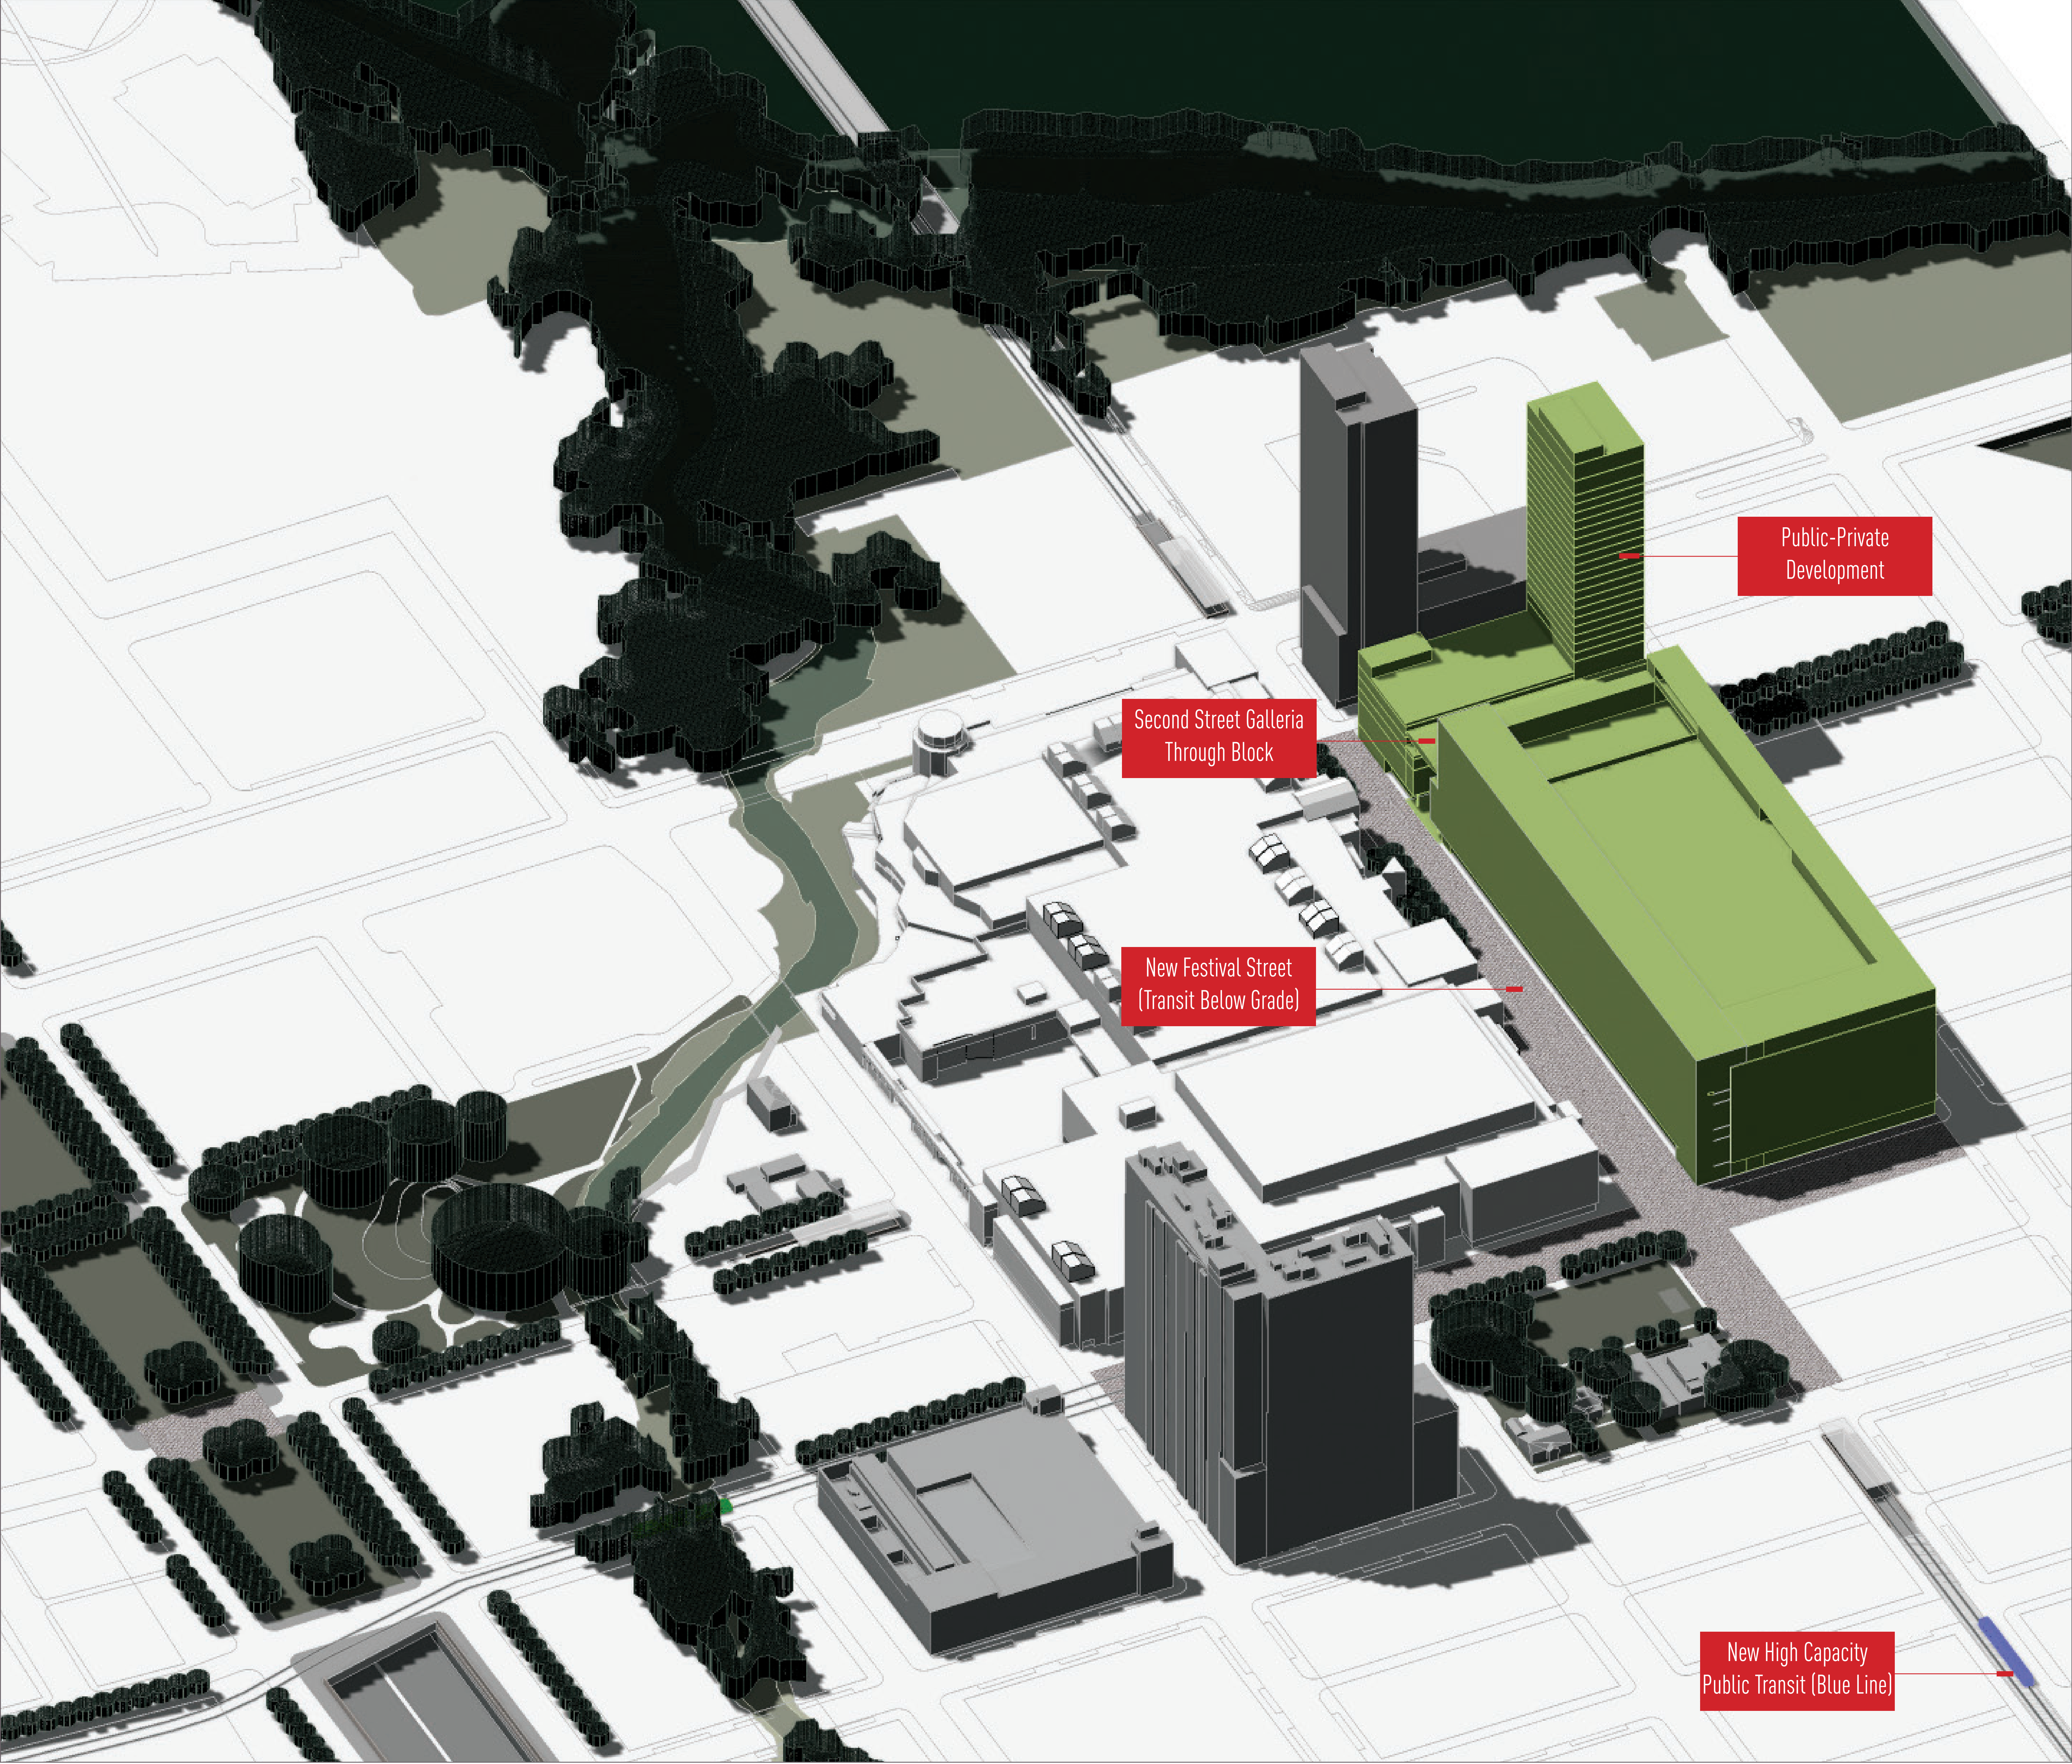 Public-Private
Development
Second Street Galleria
Through Block
New Festival Street
(Transit Below Grade)
New High Capacity
Public Transit (Blue Line)